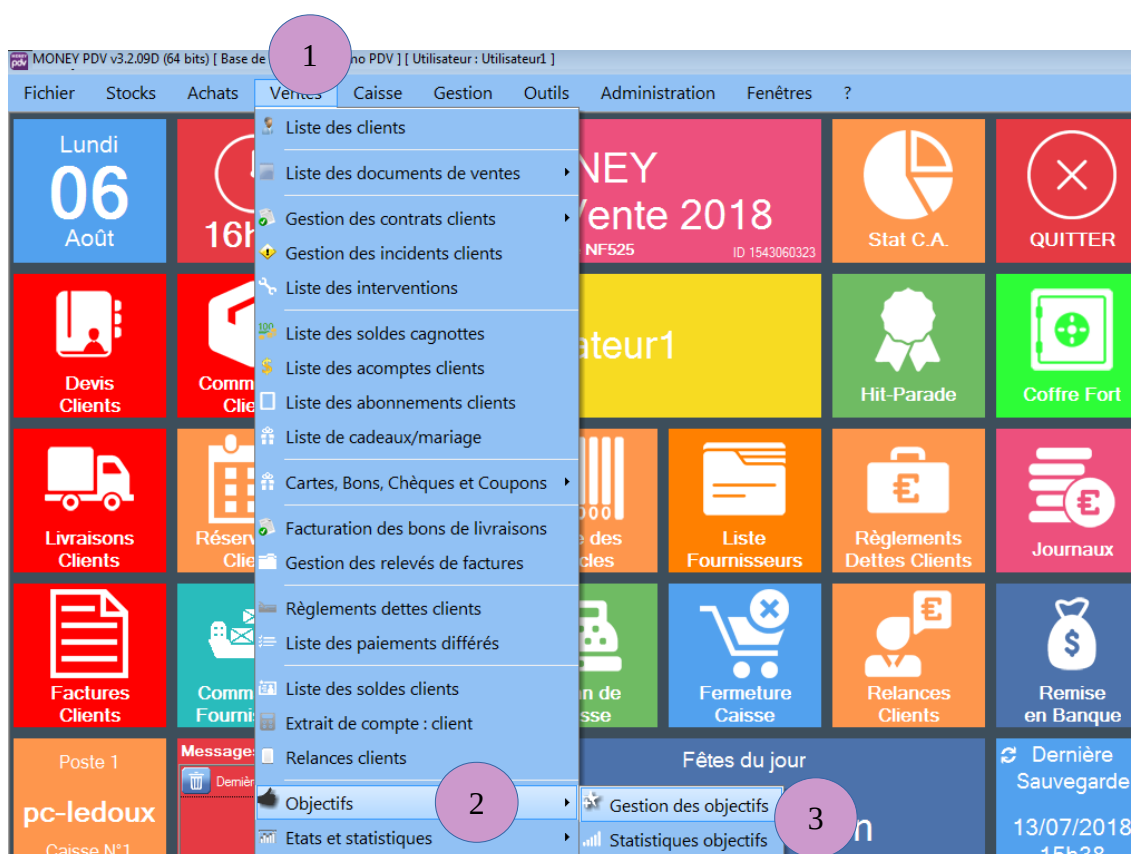 1
MONEY PDV v3.2.09D (64 bits) [ Base de no PDV ] [ Utilisateur : Utilisateur1 ]
Fichier Stocks Achats Ventes Caisse Gestion Outils Administration Fenêtres ?
Lundi
06
Août
16h
Liste des clients
Liste des documents de ventes
Gestion des contrats clients
Gestion des incidents clients
Liste des interventions
Liste des soldes cagnottes
Liste des acomptes clients
Liste des abonnements clients
Liste de cadeaux/mariage
Cartes, Bons, Chèques et Coupons
Facturation des bons de livraisons
Gestion des relevés de factures
Règlements dettes clients
Liste des paiements différés
Liste des soldes clients
Extrait de compte : client
Relances clients
Objectifs
2
Etats et statistiques
Gestion des objectifs
Statistiques objectifs
3
NEY
ente 2018
NF525
ID 1543060323
Stat C.A.
QUITTER
Devis
Clients
Comm
Clie
ateur1
Hit-Parade
Coffre Fort
Livraisons
Clients
Réserv
Clie
des
cles
Liste
Fournisseurs
Règlements
Dettes Clients
Journaux
Factures
Clients
Comm
Fournis
n de
sse
Fermeture
Caisse
Relances
Clients
Remise
en Banque
Poste 1
pc-ledoux
Caisse N°1
Message
Dernièr
Fêtes du jour
n
Dernière
Sauvegarde
13/07/2018
15h38